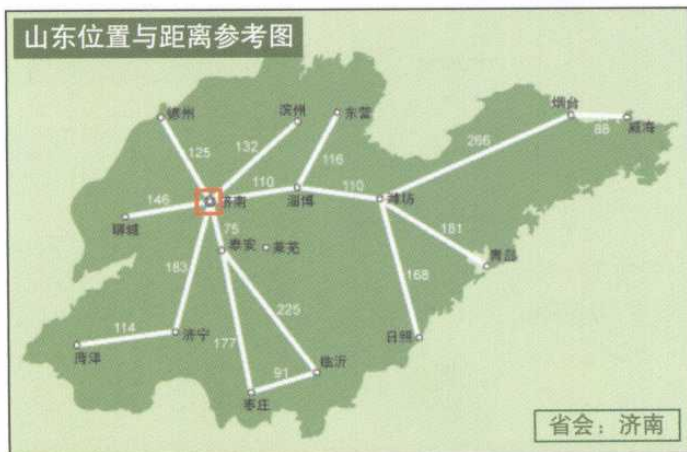 山东位置与距离参考图
德州
滨州
东营
烟台
威海
88
266
125
132
116
146
济南
110
淄博
110
潍坊
聊城
75
泰安
莱芜
181
青岛
183
168
225
114
济宁
177
日照
菏泽
91
临沂
枣庄
省会：济南